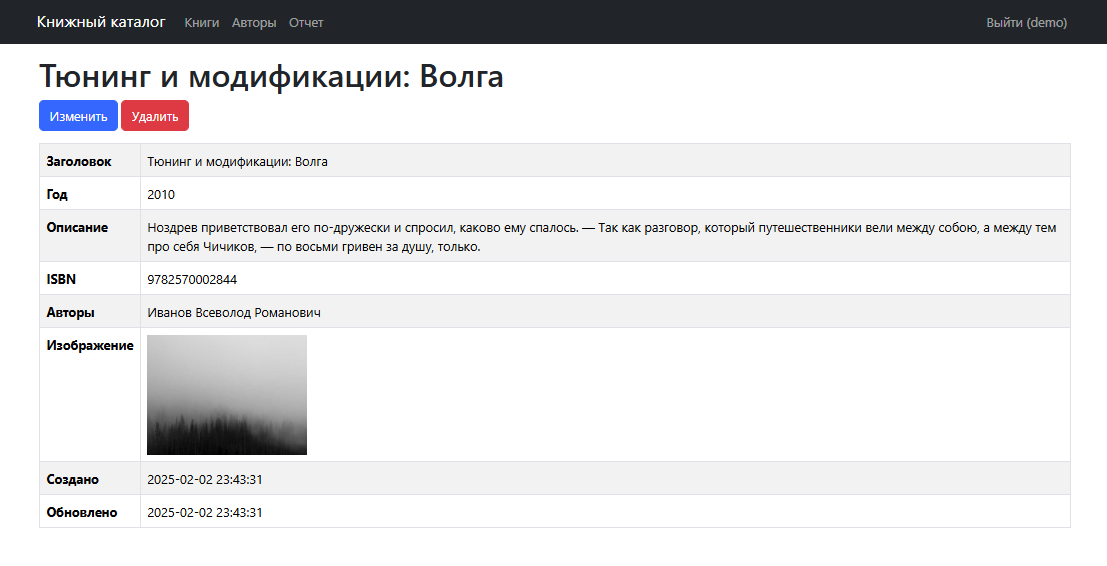 Книжный каталог Книги Авторы Отчет Выйти (demo)
Тюнинг и модификации: Волга
Изменить Удалить
Заголовок Тюнинг и модификации: Волга
Год 2010
Описание Ноздрев приветствовал его по-дружески и спросил, каково ему спалось. — Так как разговор, который путешественники вели между собою, а между тем
про себя Чичиков, — по восьми гривен за душу, только.
ISBN 9782570002844
Авторы Иванов Всеволод Романович
Изображение
Создано 2025-02-02 23:43:31
Обновлено 2025-02-02 23:43:31